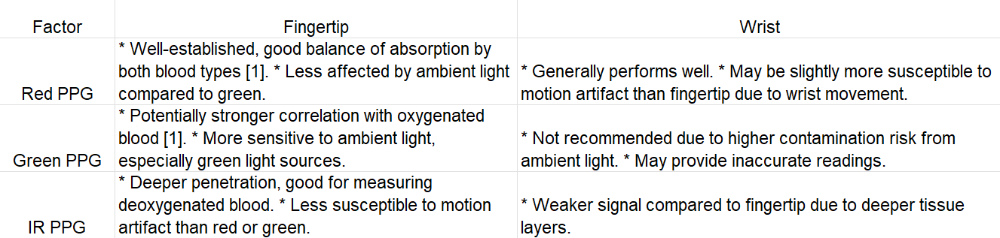 Factor Fingertip Wrist
* Well-established, good balance of absorption by
both blood types [1]. * Less affected by ambient light
compared to green.
Red PPG
* Generally performs well. * May be slightly more susceptible to
motion artifact than fingertip due to wrist movement.
* Potentially stronger correlation with oxygenated
blood [1]. * More sensitive to ambient light,
especially green light sources.
Green PPG
* Not recommended due to higher contamination risk from
ambient light. * May provide inaccurate readings.
* Deeper penetration, good for measuring
deoxygenated blood. * Less susceptible to motion
artifact than red or green.
IR PPG
* Weaker signal compared to fingertip due to deeper tissue
layers.